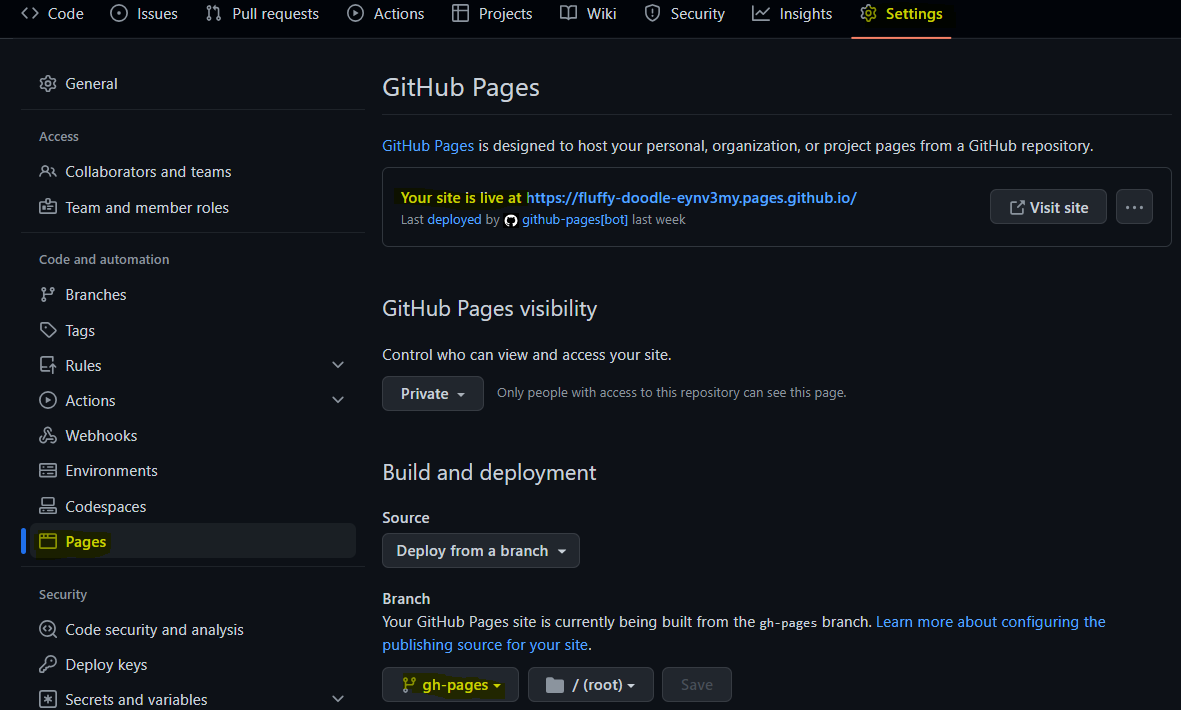 Code Issues Pull requests Actions Projects Wiki Security Insights Settings
General
Access
Collaborators and teams
Team and member roles
Code and automation
Branches
Tags
Rules
Actions
Webhooks
Environments
Codespaces
Pages
Security
Code security and analysis
Deploy keys
Secrets and variables
GitHub Pages
GitHub Pages is designed to host your personal, organization, or project pages from a GitHub repository.
Your site is live at https://fluffy-doodle-eynv3my.pages.github.io/
Last deployed by github-pages[bot] last week
Visit site
GitHub Pages visibility
Control who can view and access your site.
Private Only people with access to this repository can see this page.
Build and deployment
Source
Deploy from a branch
Branch
Your GitHub Pages site is currently being built from the gh-pages branch. Learn more about configuring the
publishing source for your site.
gh-pages / (root) Save